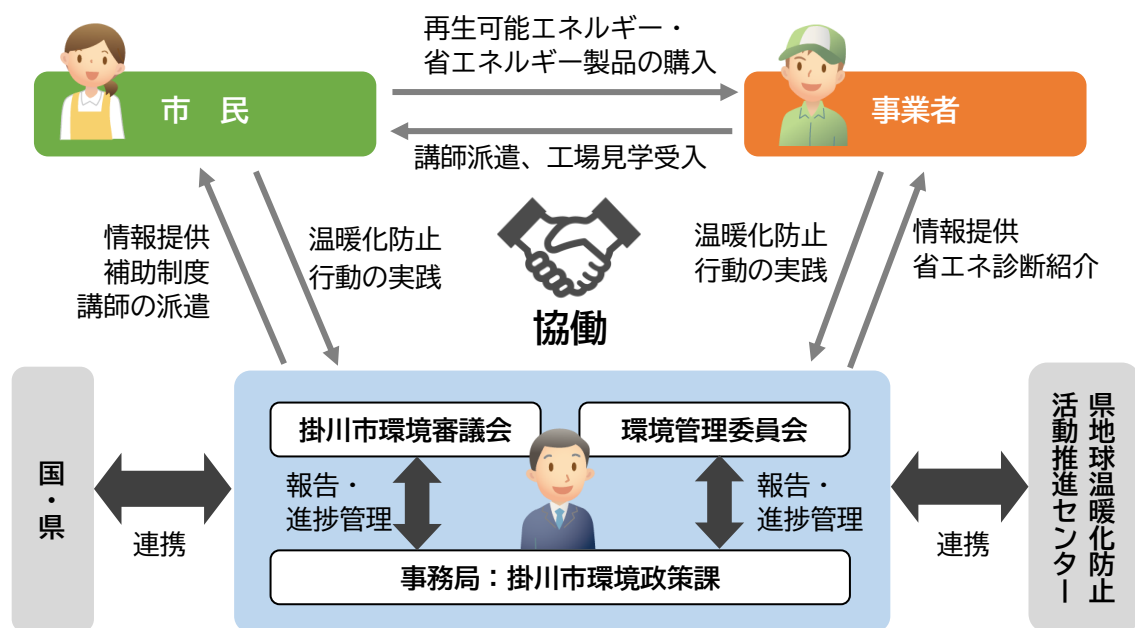 再生可能エネルギー・
省エネルギー製品の購入
市　民
事業者
講師派遣、工場見学受入
情報提供
補助制度
講師の派遣
温暖化防止
行動の実践
協働
温暖化防止
行動の実践
情報提供
省エネ診断紹介
国・県
連携
掛川市環境審議会
環境管理委員会
報告・
進捗管理
報告・
進捗管理
事務局：掛川市環境政策課
連携
県地球温暖化防止
活動推進センター